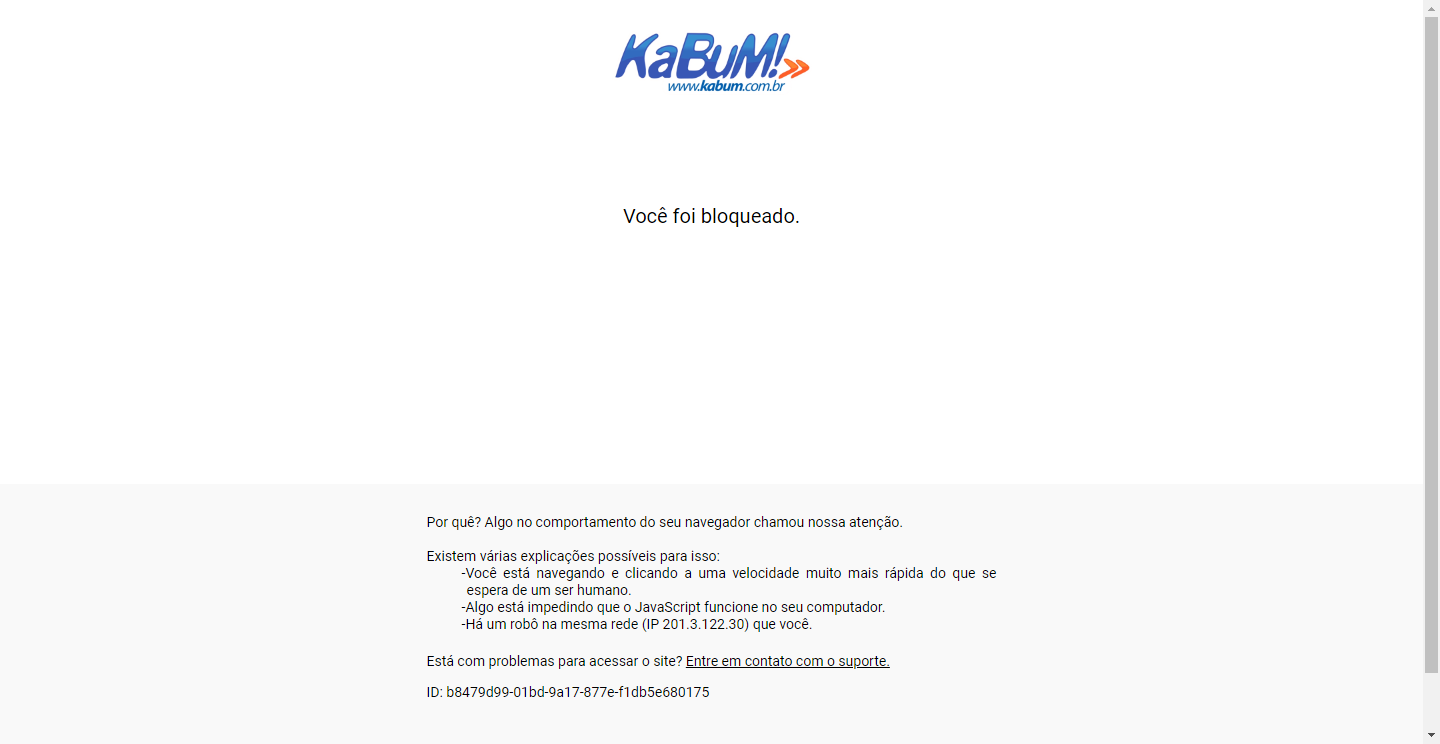 KaBuM!
www.kabum.com.br
Você foi bloqueado.
Por quê? Algo no comportamento do seu navegador chamou nossa atenção.
Existem várias explicações possíveis para isso:
-Você está navegando e clicando a uma velocidade muito mais rápida do que se
espera de um ser humano.
-Algo está impedindo que o JavaScript funcione no seu computador.
-Há um robô na mesma rede (IP 201.3.122.30) que você.
Está com problemas para acessar o site? Entre em contato com o suporte.
ID: b8479d99-01bd-9a17-877e-f1db5e680175